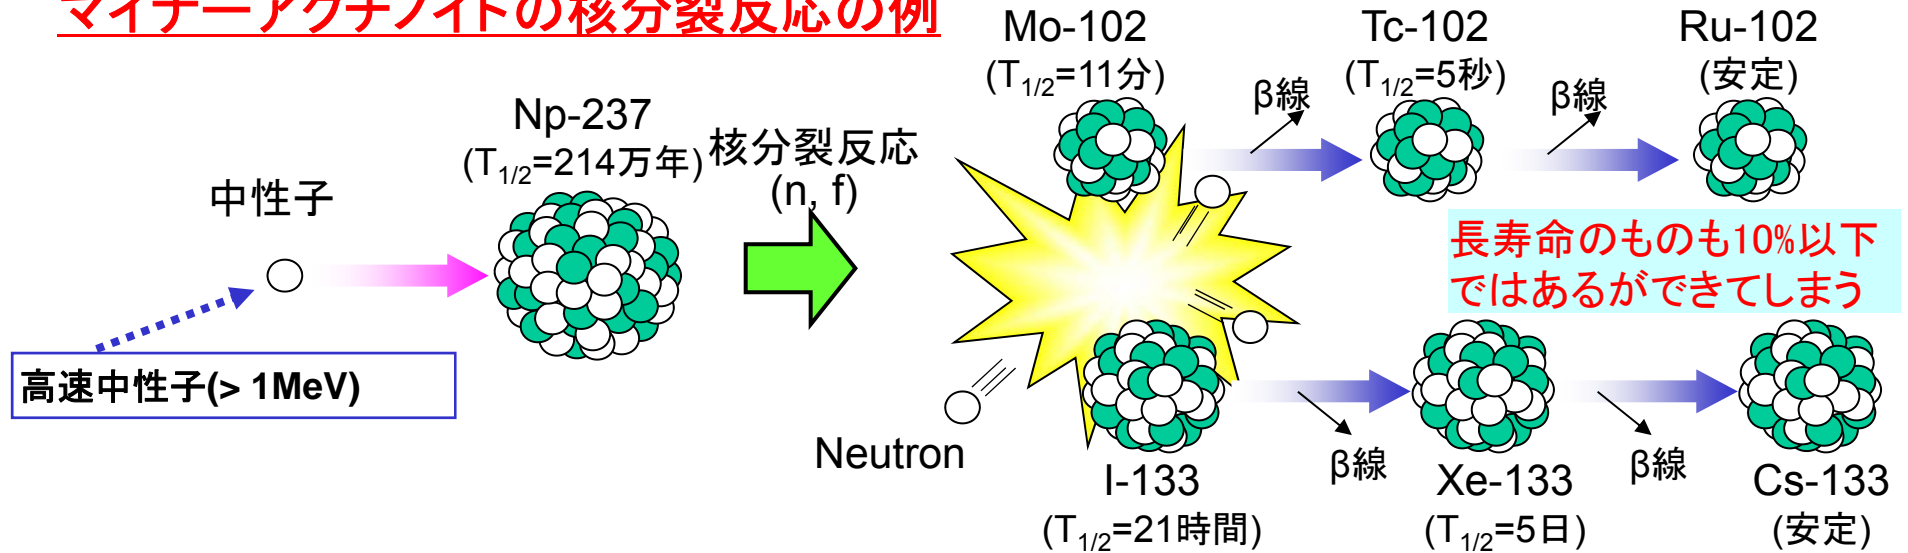 マイナーアクチノイドの核分裂反応の例
中性子
高速中性子(> 1MeV)
Np-237
(T1/2=214万年)
核分裂反応
(n, f)
Neutron
Mo-102
(T1/2=11分)
β線
Tc-102
(T1/2=5秒)
β線
Ru-102
(安定)
長寿命のものも10%以下
ではあるができてしまう
I-133
(T1/2=21時間)
β線
Xe-133
(T1/2=5日)
β線
Cs-133
(安定)